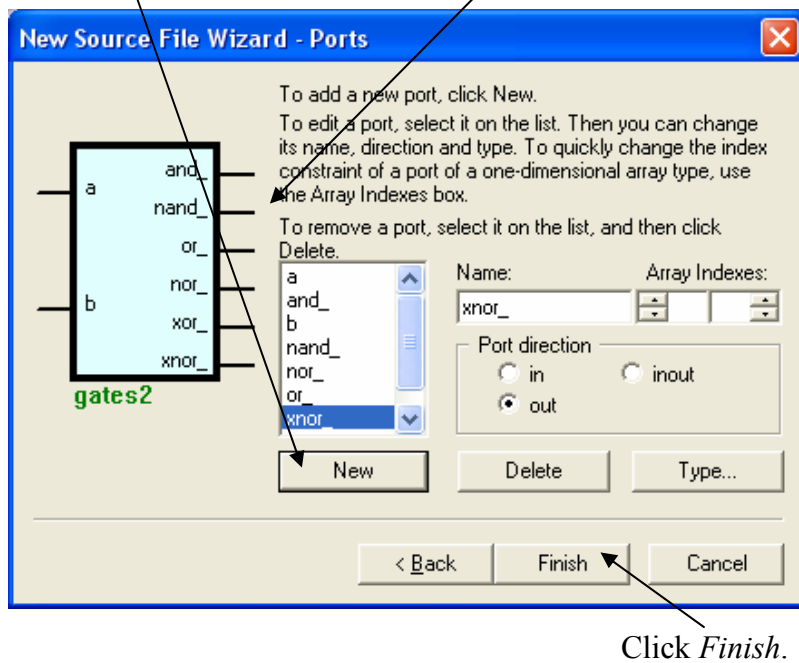 New Source File Wizard - Ports
To add a new port, click New.
To edit a port, select it on the list. Then you can change
its name, direction and type. To quickly change the index
constraint of a port of a one-dimensional array type, use
the Array Indexes box.
To remove a port, select it on the list, and then click
Delete.
a
b
and_
nand_
or_
nor_
xor_
xnor_
gates2
a
and_
b
nand_
nor_
or_
xnor_
Name:
Array Indexes:
xnor_
Port direction
in
inout
out
New
Delete
Type...
< Back
Finish
Cancel
Click Finish.